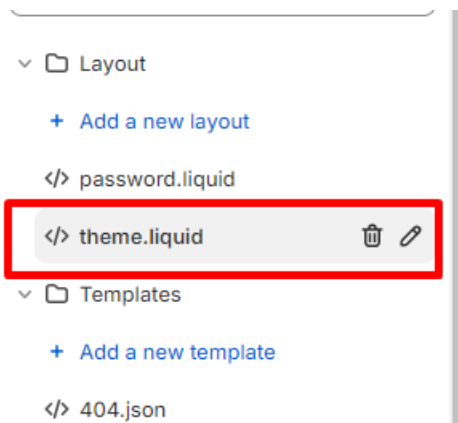 Layout
+ Add a new layout
</> password.liquid
</> theme.liquid
Templates
+ Add a new template
</> 404.json